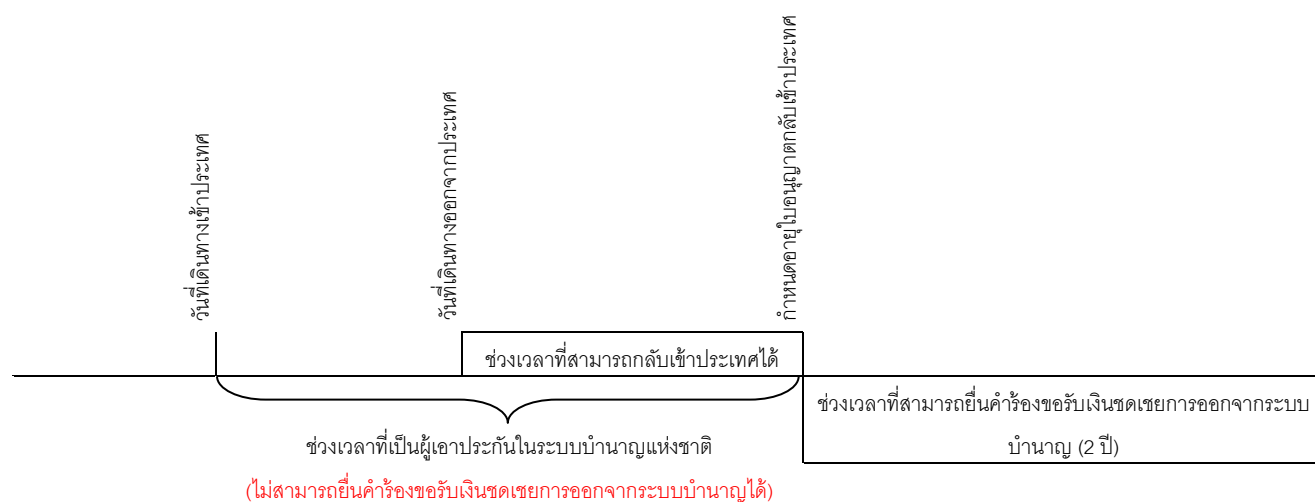 วันที่เดินทางเข้าประเทศ
วันที่เดินทางออกจากประเทศ
กำหนดอายุใบอนุญาตกลับเข้าประเทศ
ช่วงเวลาที่สามารถกลับเข้าประเทศได้
ช่วงเวลาที่เป็นผู้เอาประกันในระบบบำนาญแห่งชาติ
(ไม่สามารถยื่นคำร้องขอรับเงินชดเชยการออกจากระบบบำนาญได้)
ช่วงเวลาที่สามารถยื่นคำร้องขอรับเงินชดเชยการออกจากระบบ
บำนาญ (2 ปี)